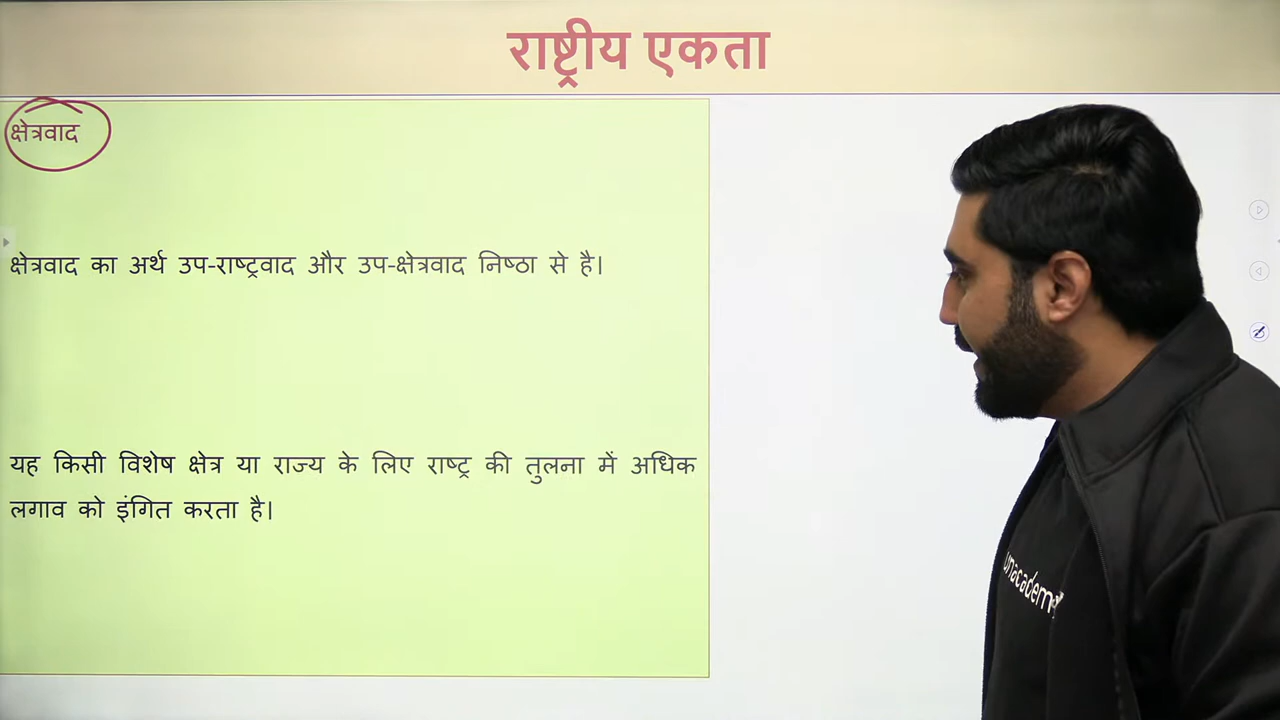 राष्ट्रीय एकता
क्षेत्रवाद
क्षेत्रवाद का अर्थ उप-राष्ट्रवाद और उप-क्षेत्रवाद निष्ठा से है।
यह किसी विशेष क्षेत्र या राज्य के लिए राष्ट्र की तुलना में अधिक
लगाव को इंगित करता है।
unacademy